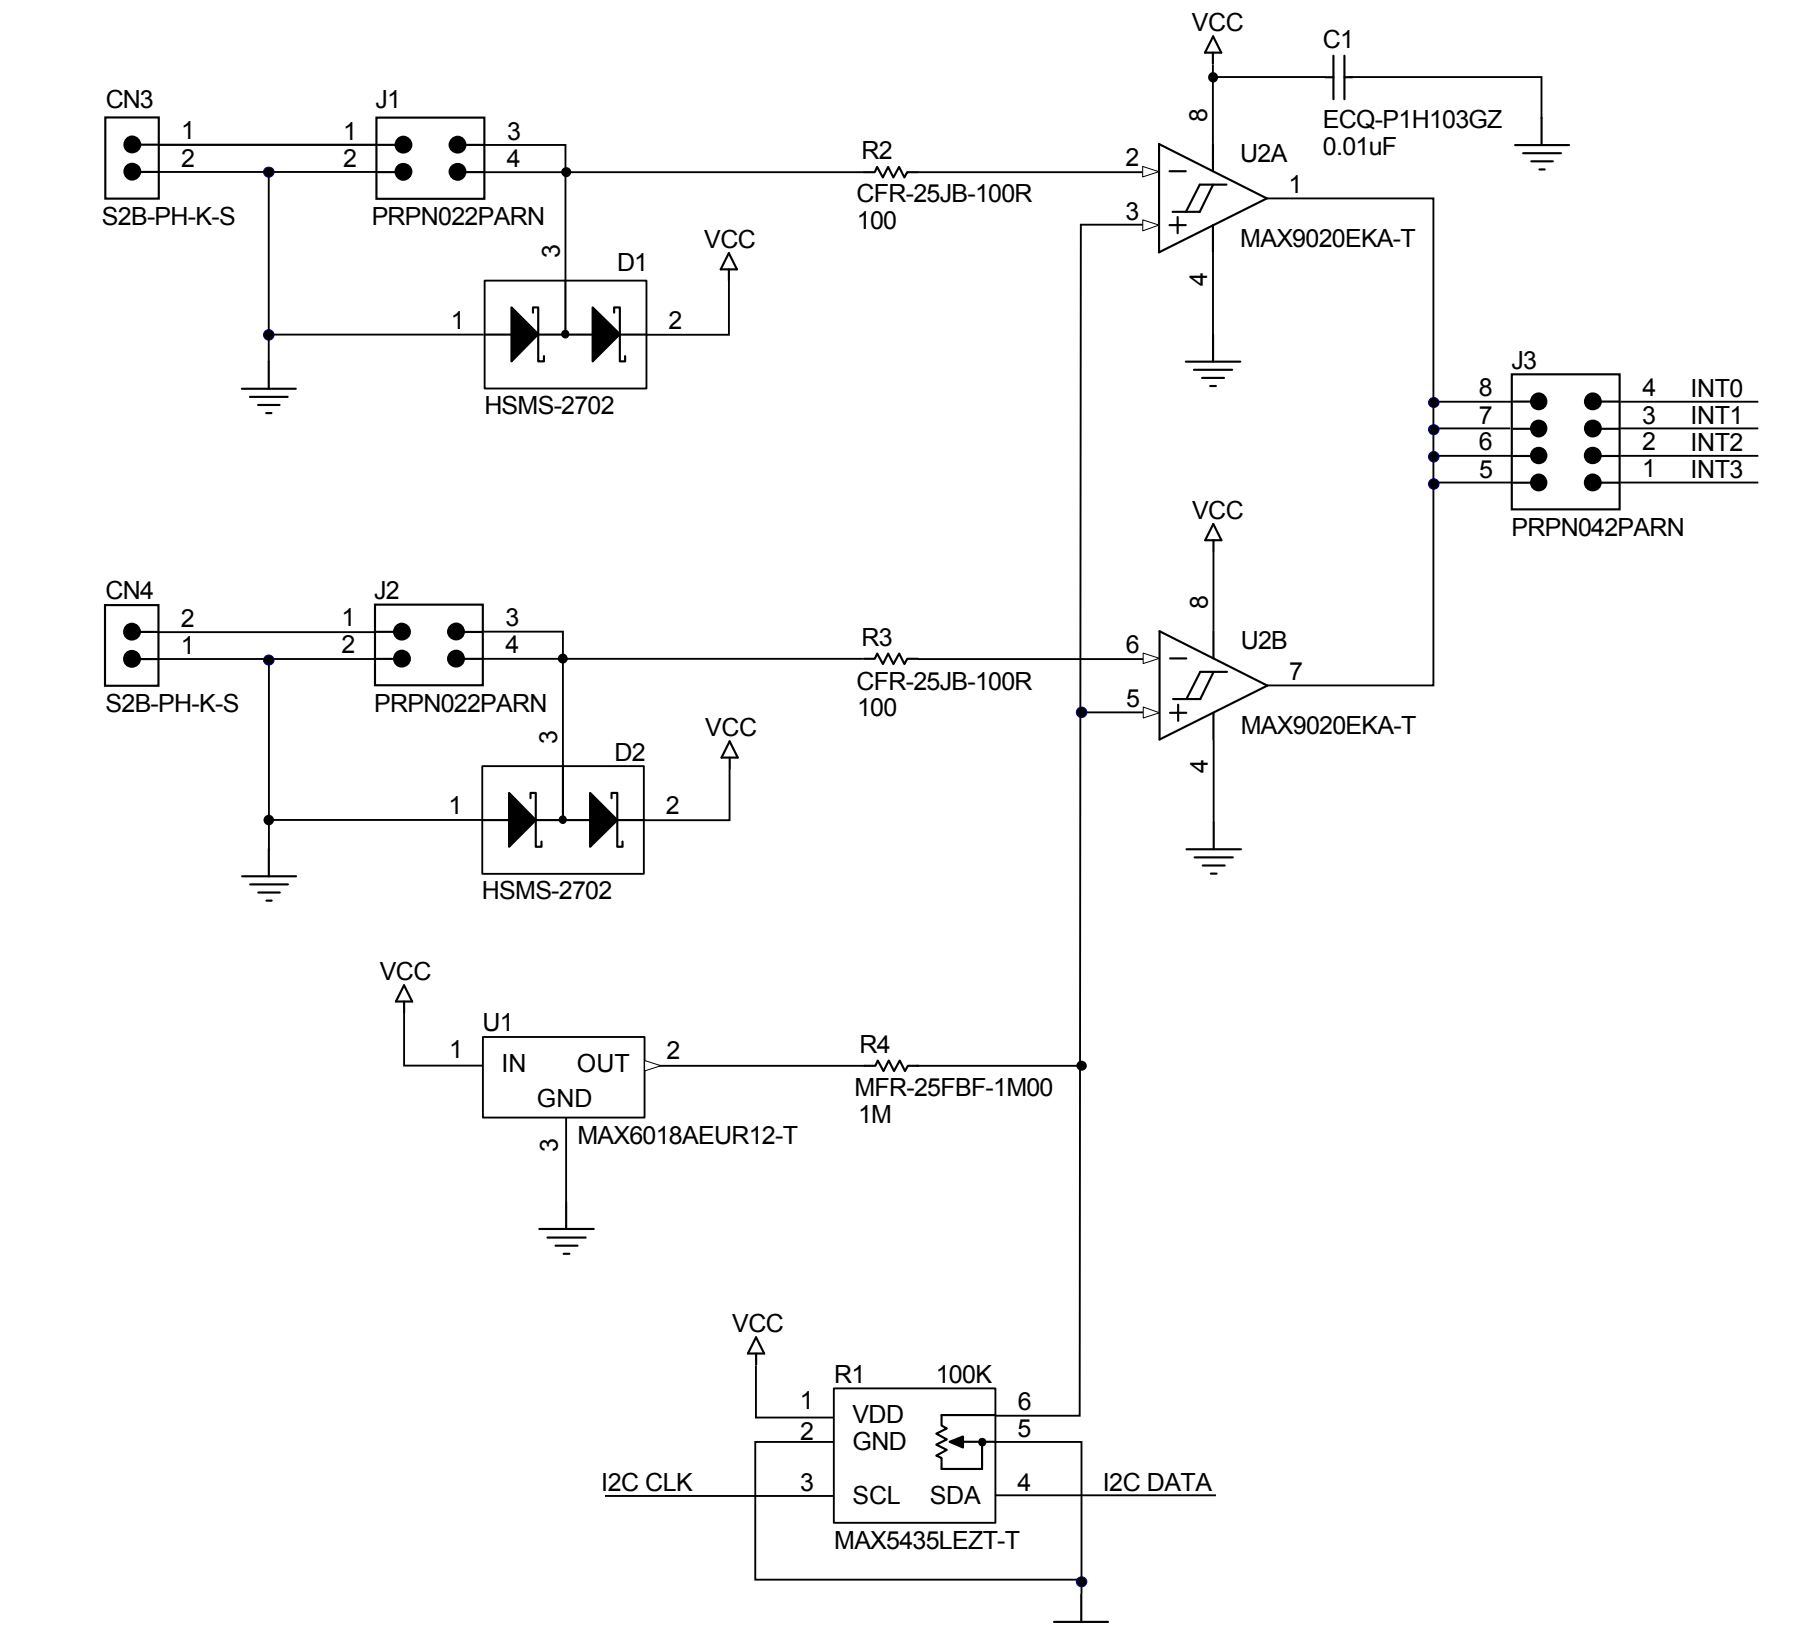 VCC
C1
8
ECQ-P1H103GZ
0.01uF
CN3
J1
1
1
3
2
2
4
S2B-PH-K-S
PRPN022PARN
R2
CFR-25JB-100R
100
2
3
U2A
1
MAX9020EKA-T
4
3
D1
VCC
1
2
HSMS-2702
J3
8
4
INT0
7
3
INT1
6
2
INT2
5
1
INT3
PRPN042PARN
VCC
8
CN4
J2
2
1
3
1
2
4
S2B-PH-K-S
PRPN022PARN
R3
CFR-25JB-100R
100
6
5
U2B
7
MAX9020EKA-T
4
3
D2
VCC
1
2
HSMS-2702
VCC
U1
1
IN
OUT
2
GND
3
MAX6018AEUR12-T
R4
MFR-25FBF-1M00
1M
VCC
R1
100K
1
VDD
6
2
GND
5
I2C CLK
3
SCL
SDA
4
I2C DATA
MAX5435LEZT-T